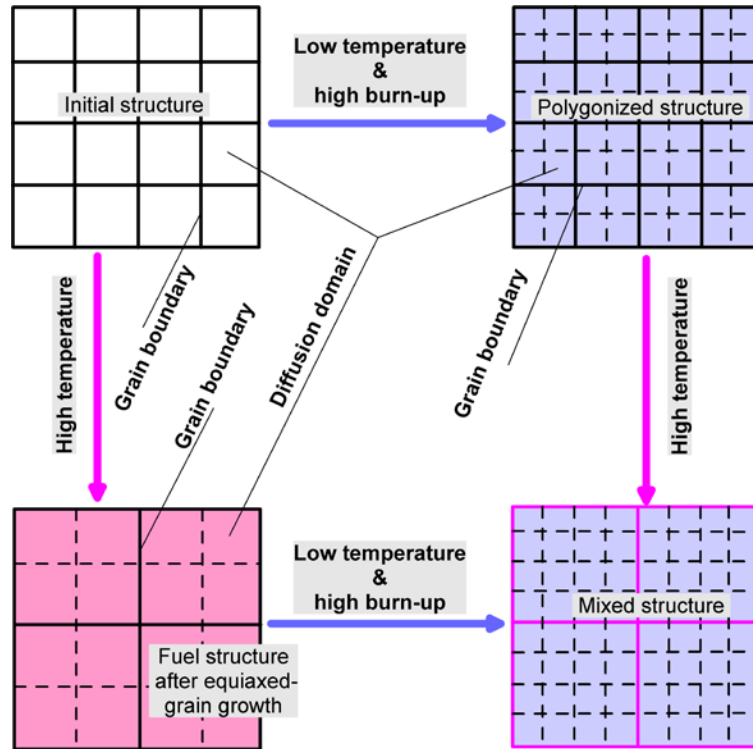 Low temperature
&
high burn-up
Initial structure
Polygonized structure
High temperature
Grain boundary
Grain boundary
Diffusion domain
Grain boundary
High temperature
Low temperature
&
high burn-up
Mixed structure
Fuel structure
after equiaxed-
grain growth